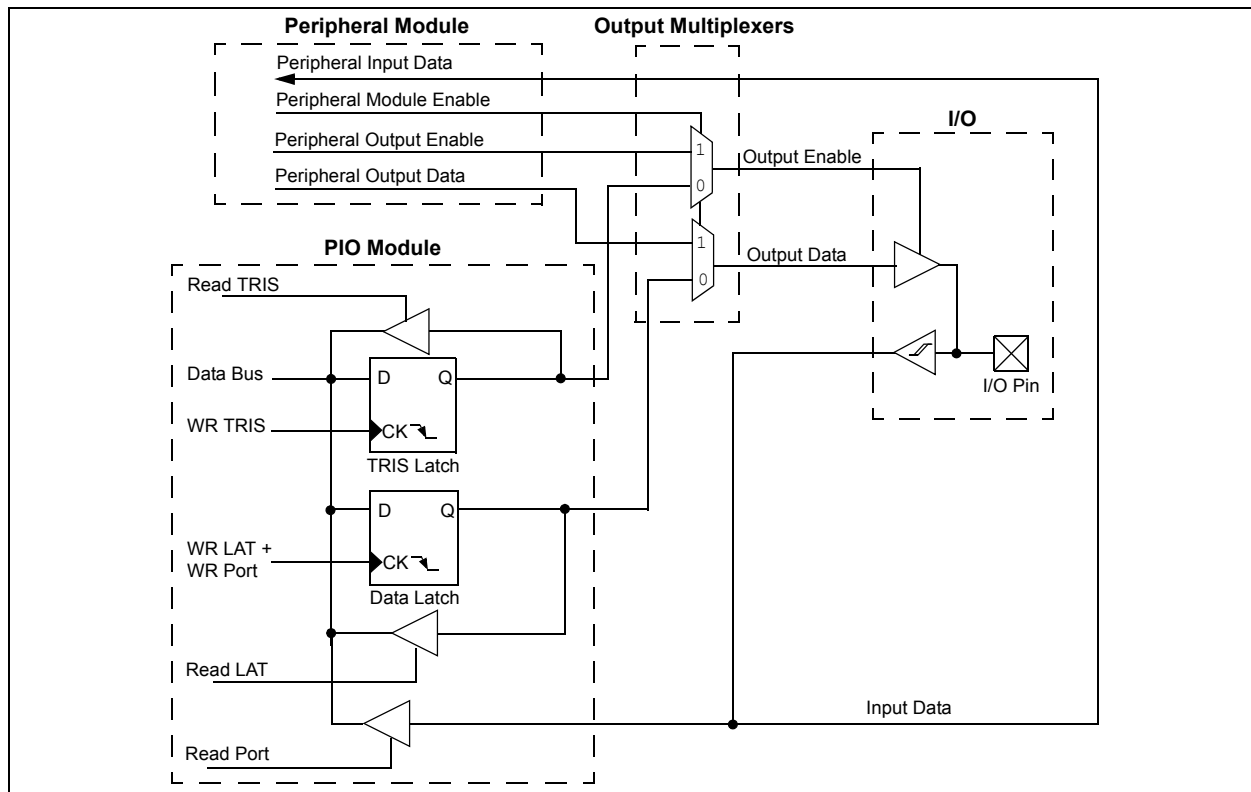 Peripheral Module
Output Multiplexers
Peripheral Input Data
Peripheral Module Enable
Peripheral Output Enable
Peripheral Output Data
1
0
1
0
Output Enable
Output Data
I/O
I/O Pin
PIO Module
Read TRIS
Data Bus
D
Q
WR TRIS
CK
TRIS Latch
D
Q
WR LAT +
WR Port
CK
Data Latch
Read LAT
Read Port
Input Data